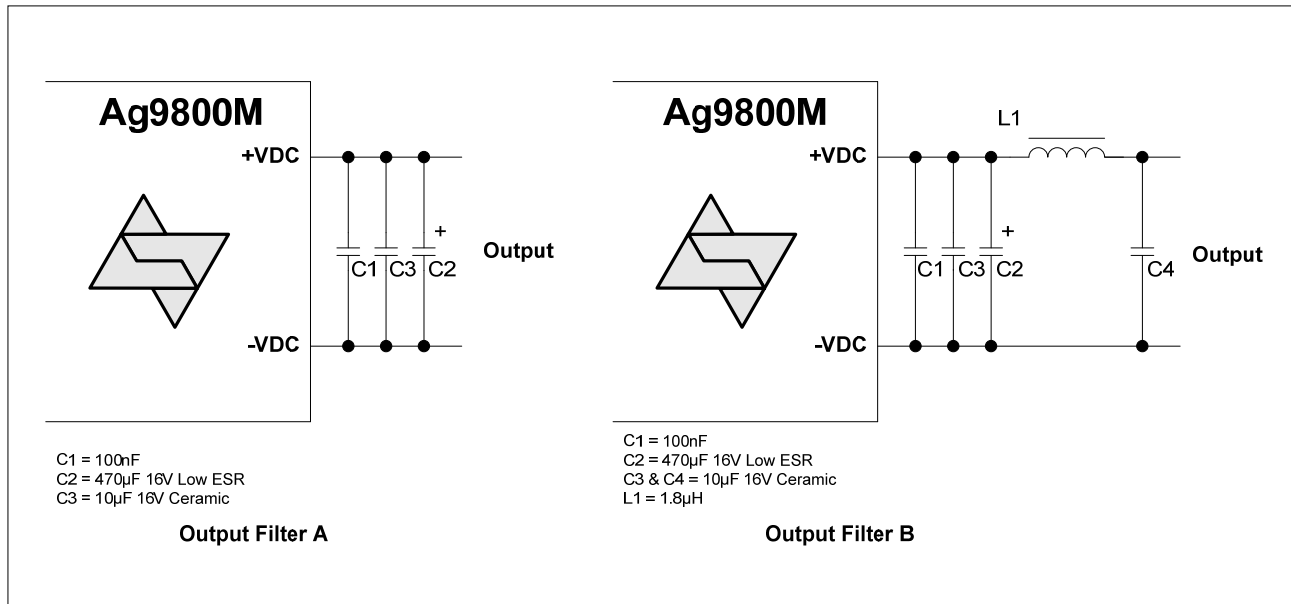 Ag9800M
+VDC
-VDC
+
C1
C3
C2
Output
C1 = 100nF
C2 = 470µF 16V Low ESR
C3 = 10µF 16V Ceramic
Output Filter A
Ag9800M
L1
+VDC
-VDC
+
C1
C3
C2
C4
Output
C1 = 100nF
C2 = 470µF 16V Low ESR
C3 & C4 = 10µF 16V Ceramic
L1 = 1.8µH
Output Filter B